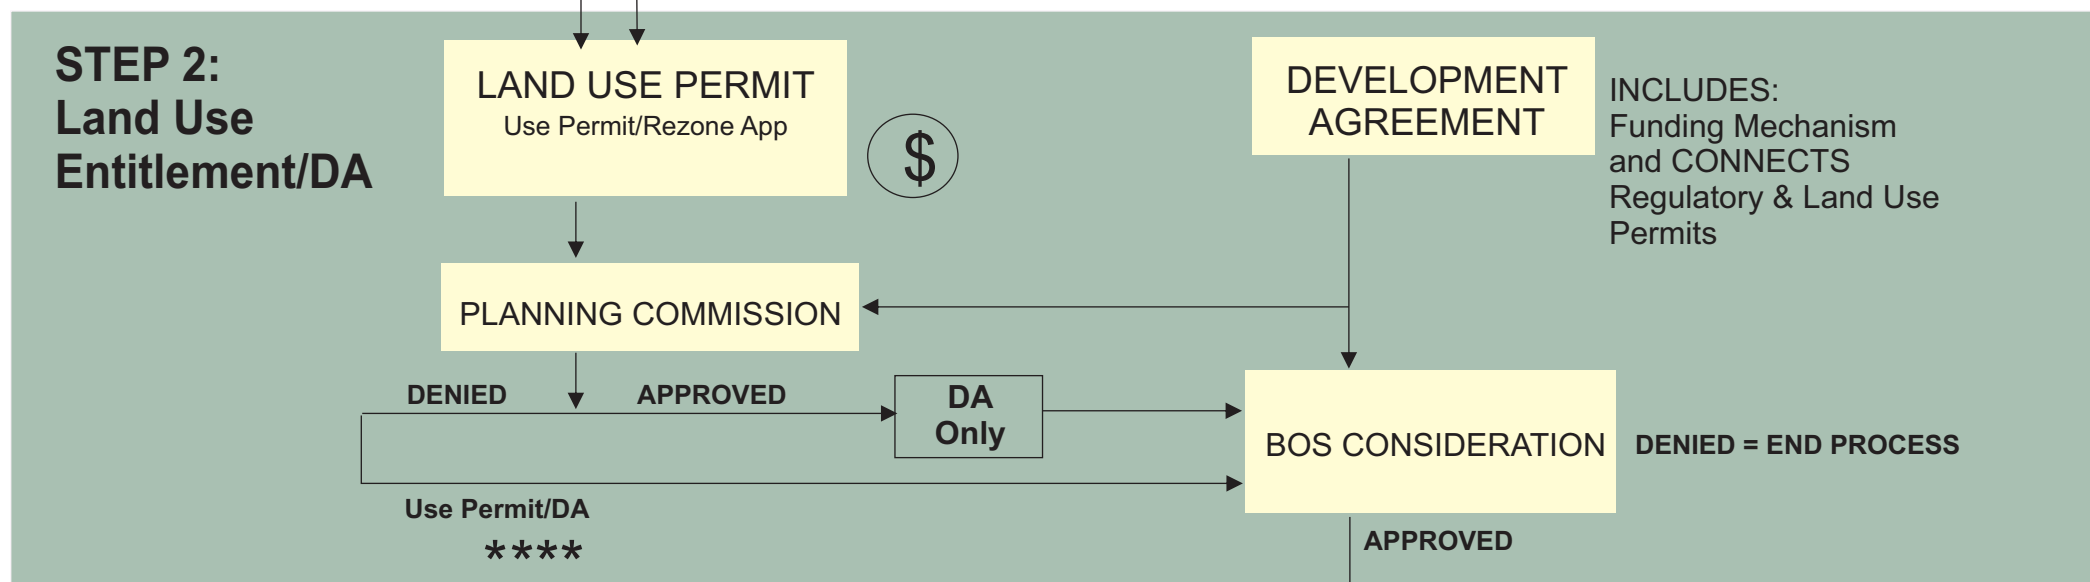 STEP 2:
Land Use
Entitlement/DA
LAND USE PERMIT
Use Permit/Rezone App
$
DEVELOPMENT
AGREEMENT
INCLUDES:
Funding Mechanism
and CONNECTS
Regulatory & Land Use
Permits
PLANNING COMMISSION
DENIED
APPROVED
DA
Only
BOS CONSIDERATION
DENIED = END PROCESS
Use Permit/DA
****
APPROVED